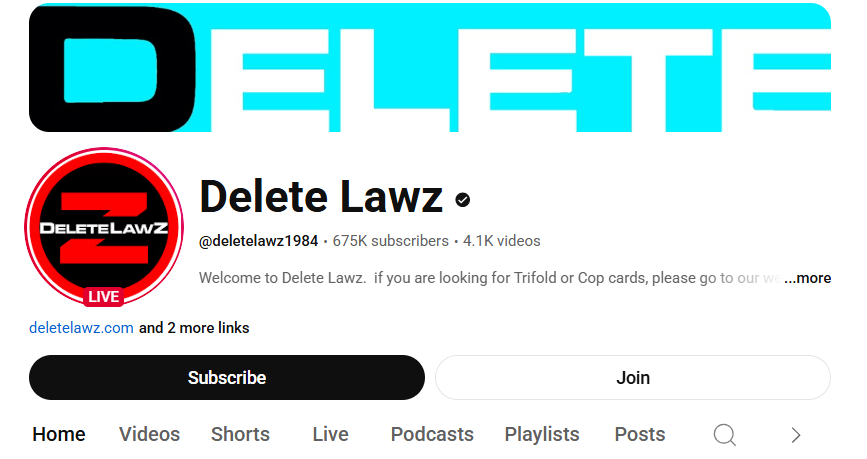 DELETE
Delete Lawz
DELETELAWZ
@deletelawz1984 • 675K subscribers • 4.1K videos
Welcome to Delete Lawz. if you are looking for Trifold or Cop cards, please go to our ...more
LIVE
deletelawz.com and 2 more links
Subscribe
Join
Home
Videos
Shorts
Live
Podcasts
Playlists
Posts